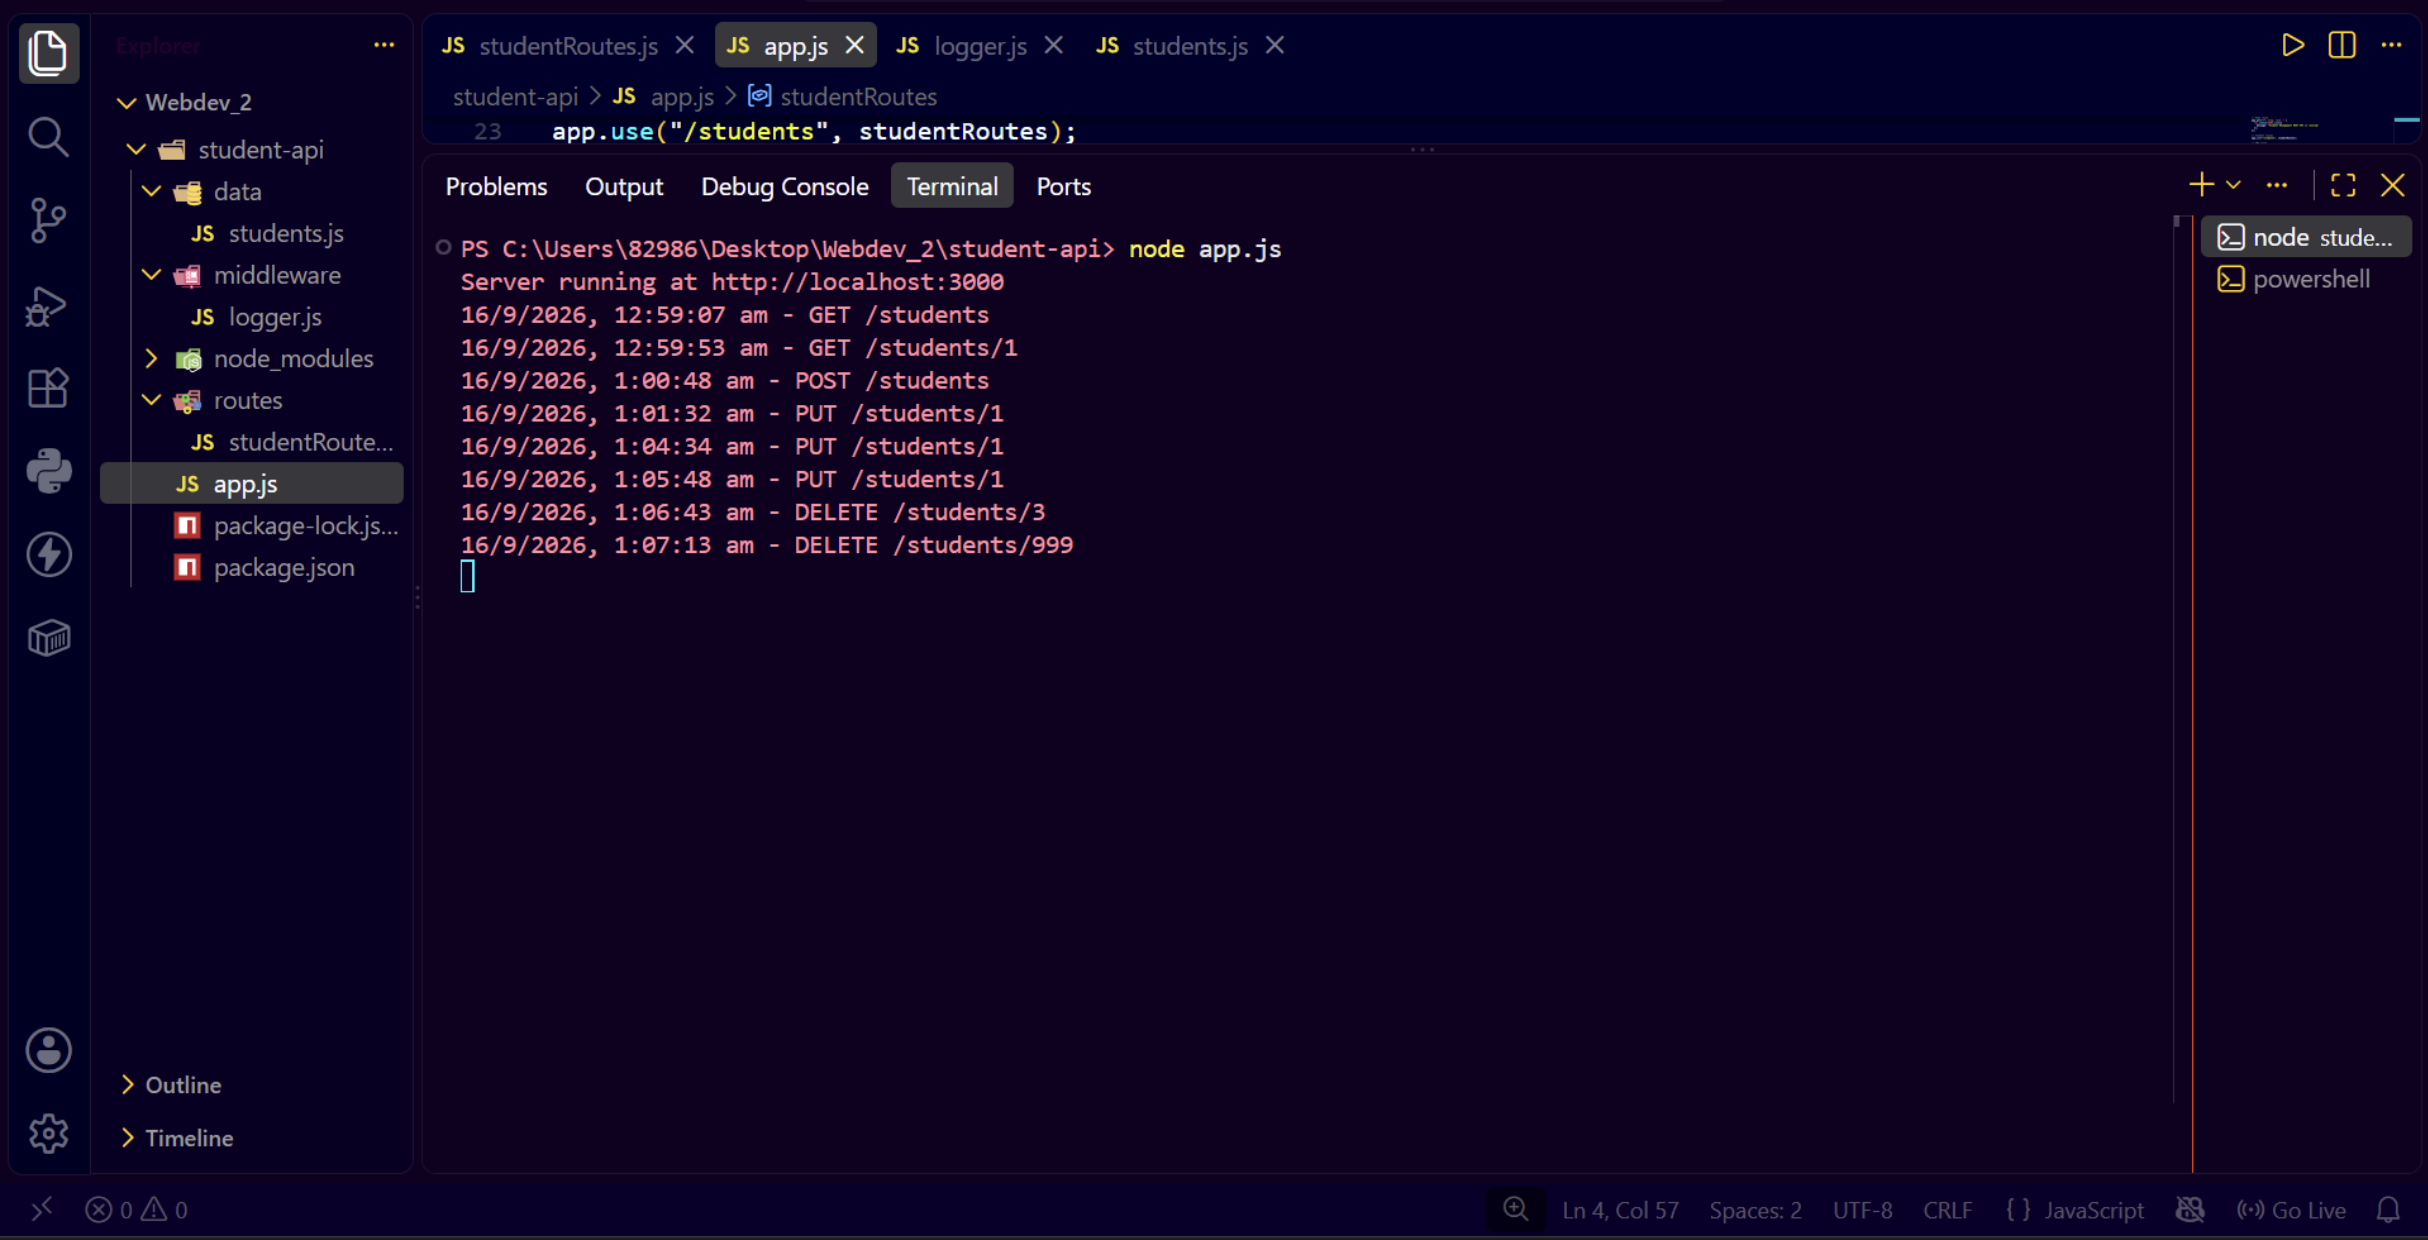 Explorer
Webdev_2
student-api
data
JS students.js
middleware
JS logger.js
node_modules
routes
JS studentRoute...
JS app.js
package-lock.js...
package.json
Outline
Timeline
JS studentRoutes.js
JS app.js
JS logger.js
JS students.js
student-api > JS app.js > studentRoutes
23 app.use("/students", studentRoutes);
Problems Output Debug Console Terminal Ports
PS C:\Users\82986\Desktop\Webdev_2\student-api> node app.js
Server running at http://localhost:3000
16/9/2026, 12:59:07 am - GET /students
16/9/2026, 12:59:53 am - GET /students/1
16/9/2026, 1:00:48 am - POST /students
16/9/2026, 1:01:32 am - PUT /students/1
16/9/2026, 1:04:34 am - PUT /students/1
16/9/2026, 1:05:48 am - PUT /students/1
16/9/2026, 1:06:43 am - DELETE /students/3
16/9/2026, 1:07:13 am - DELETE /students/999
node stude...
powershell
0 0
Ln 4, Col 57 Spaces: 2 UTF-8 CRLF { } JavaScript Go Live